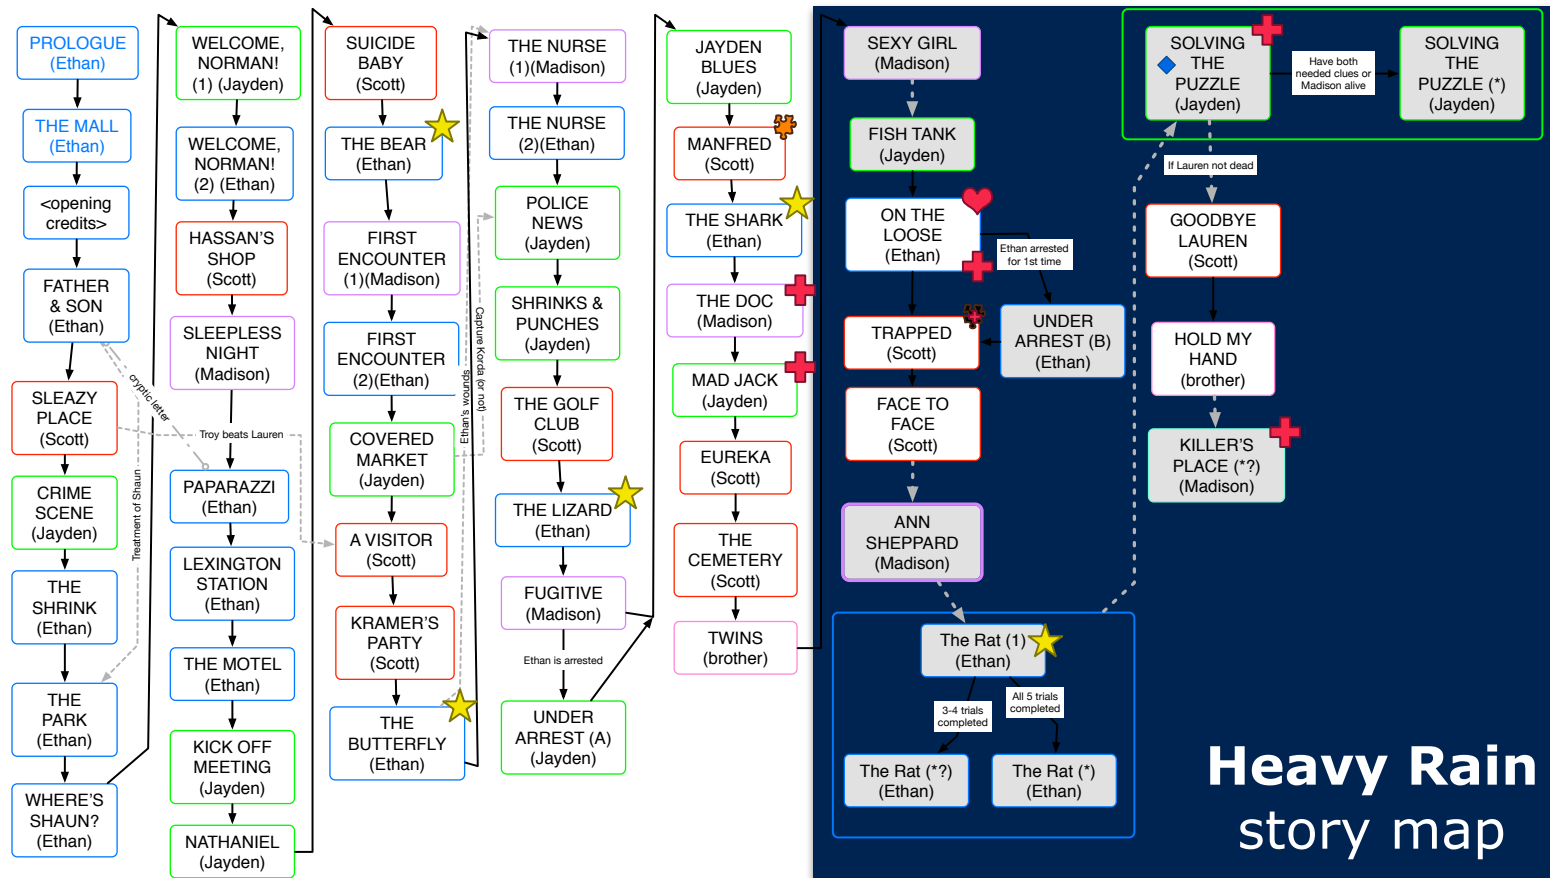 PROLOGUE
(Ethan)
THE MALL
(Ethan)
<opening
credits>
FATHER
& SON
(Ethan)
cryptic letter
Treatment of Shaun
SLEAZY
PLACE
(Scott)
Troy beats Lauren
CRIME
SCENE
(Jayden)
THE
SHRINK
(Ethan)
THE
PARK
(Ethan)
WHERE'S
SHAUN?
(Ethan)
WELCOME,
NORMAN!
(1) (Jayden)
WELCOME,
NORMAN!
(2) (Ethan)
HASSAN'S
SHOP
(Scott)
SLEEPLESS
NIGHT
(Madison)
PAPARAZZI
(Ethan)
LEXINGTON
STATION
(Ethan)
THE MOTEL
(Ethan)
KICK OFF
MEETING
(Jayden)
NATHANIEL
(Jayden)
SUICIDE
BABY
(Scott)
THE BEAR
(Ethan)
FIRST
ENCOUNTER
(1)(Madison)
FIRST
ENCOUNTER
(2)(Ethan)
COVERED
MARKET
(Jayden)
A VISITOR
(Scott)
KRAMER'S
PARTY
(Scott)
THE
BUTTERFLY
(Ethan)
Ethan's wounds
Capture Korda (or not)
THE NURSE
(1)(Madison)
THE NURSE
(2)(Ethan)
POLICE
NEWS
(Jayden)
SHRINKS &
PUNCHES
(Jayden)
THE GOLF
CLUB
(Scott)
THE LIZARD
(Ethan)
FUGITIVE
(Madison)
Ethan is arrested
UNDER
ARREST (A)
(Jayden)
JAYDEN
BLUES
(Jayden)
MANFRED
(Scott)
THE SHARK
(Ethan)
THE DOC
(Madison)
MAD JACK
(Jayden)
EUREKA
(Scott)
THE
CEMETERY
(Scott)
TWINS
(brother)
SEXY GIRL
(Madison)
FISH TANK
(Jayden)
ON THE
LOOSE
(Ethan)
Ethan arrested
for 1st time
UNDER
ARREST (B)
(Ethan)
TRAPPED
(Scott)
FACE TO
FACE
(Scott)
ANN
SHEPPARD
(Madison)
The Rat (1)
(Ethan)
3-4 trials
completed
All 5 trials
completed
The Rat (*?)
(Ethan)
The Rat (*)
(Ethan)
SOLVING
THE
PUZZLE
(Jayden)
Have both
needed clues or
Madison alive
SOLVING
THE
PUZZLE (*)
(Jayden)
If Lauren not dead
GOODBYE
LAUREN
(Scott)
HOLD MY
HAND
(brother)
KILLER'S
PLACE (*?)
(Madison)
Heavy Rain
story map